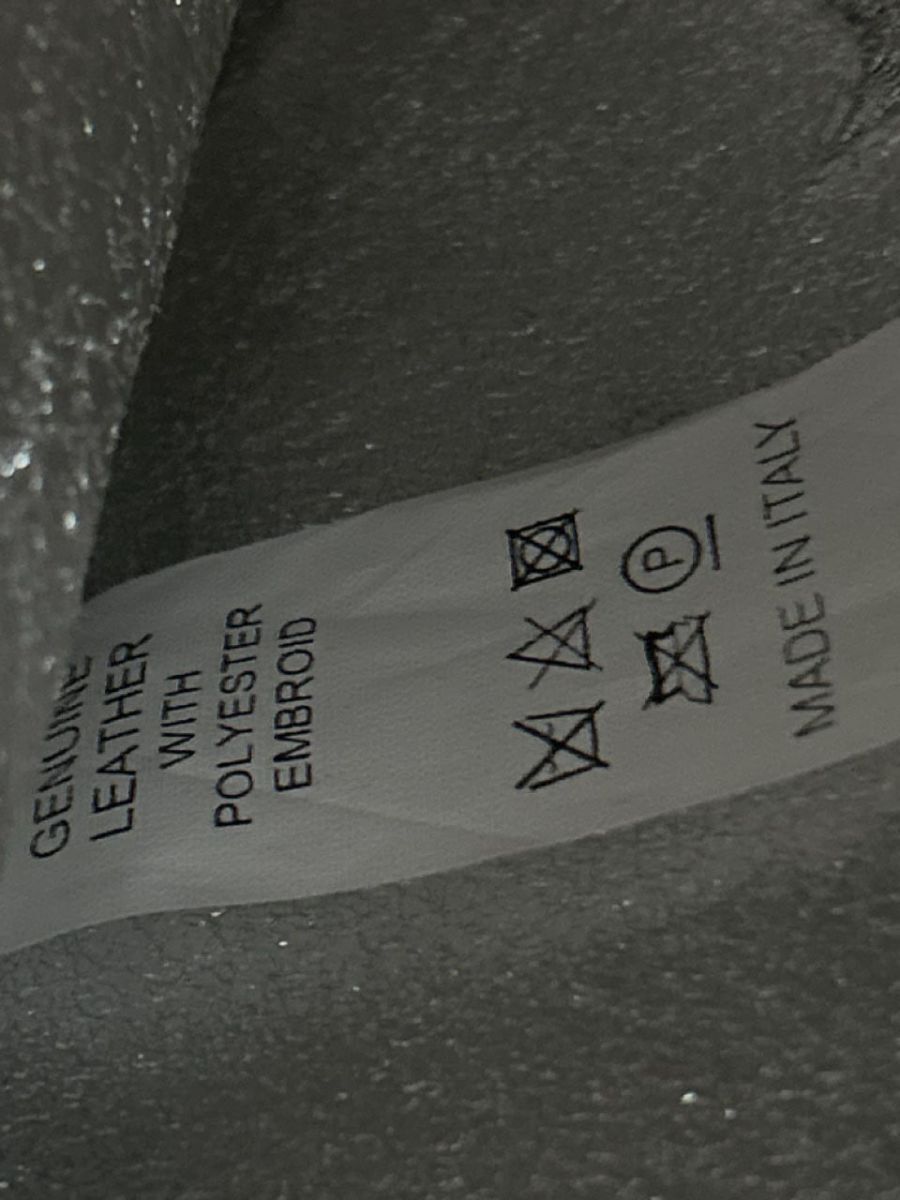 GENUINE
LEATHER
WITH
POLYESTER
EMBROID
P
MADE IN ITALY